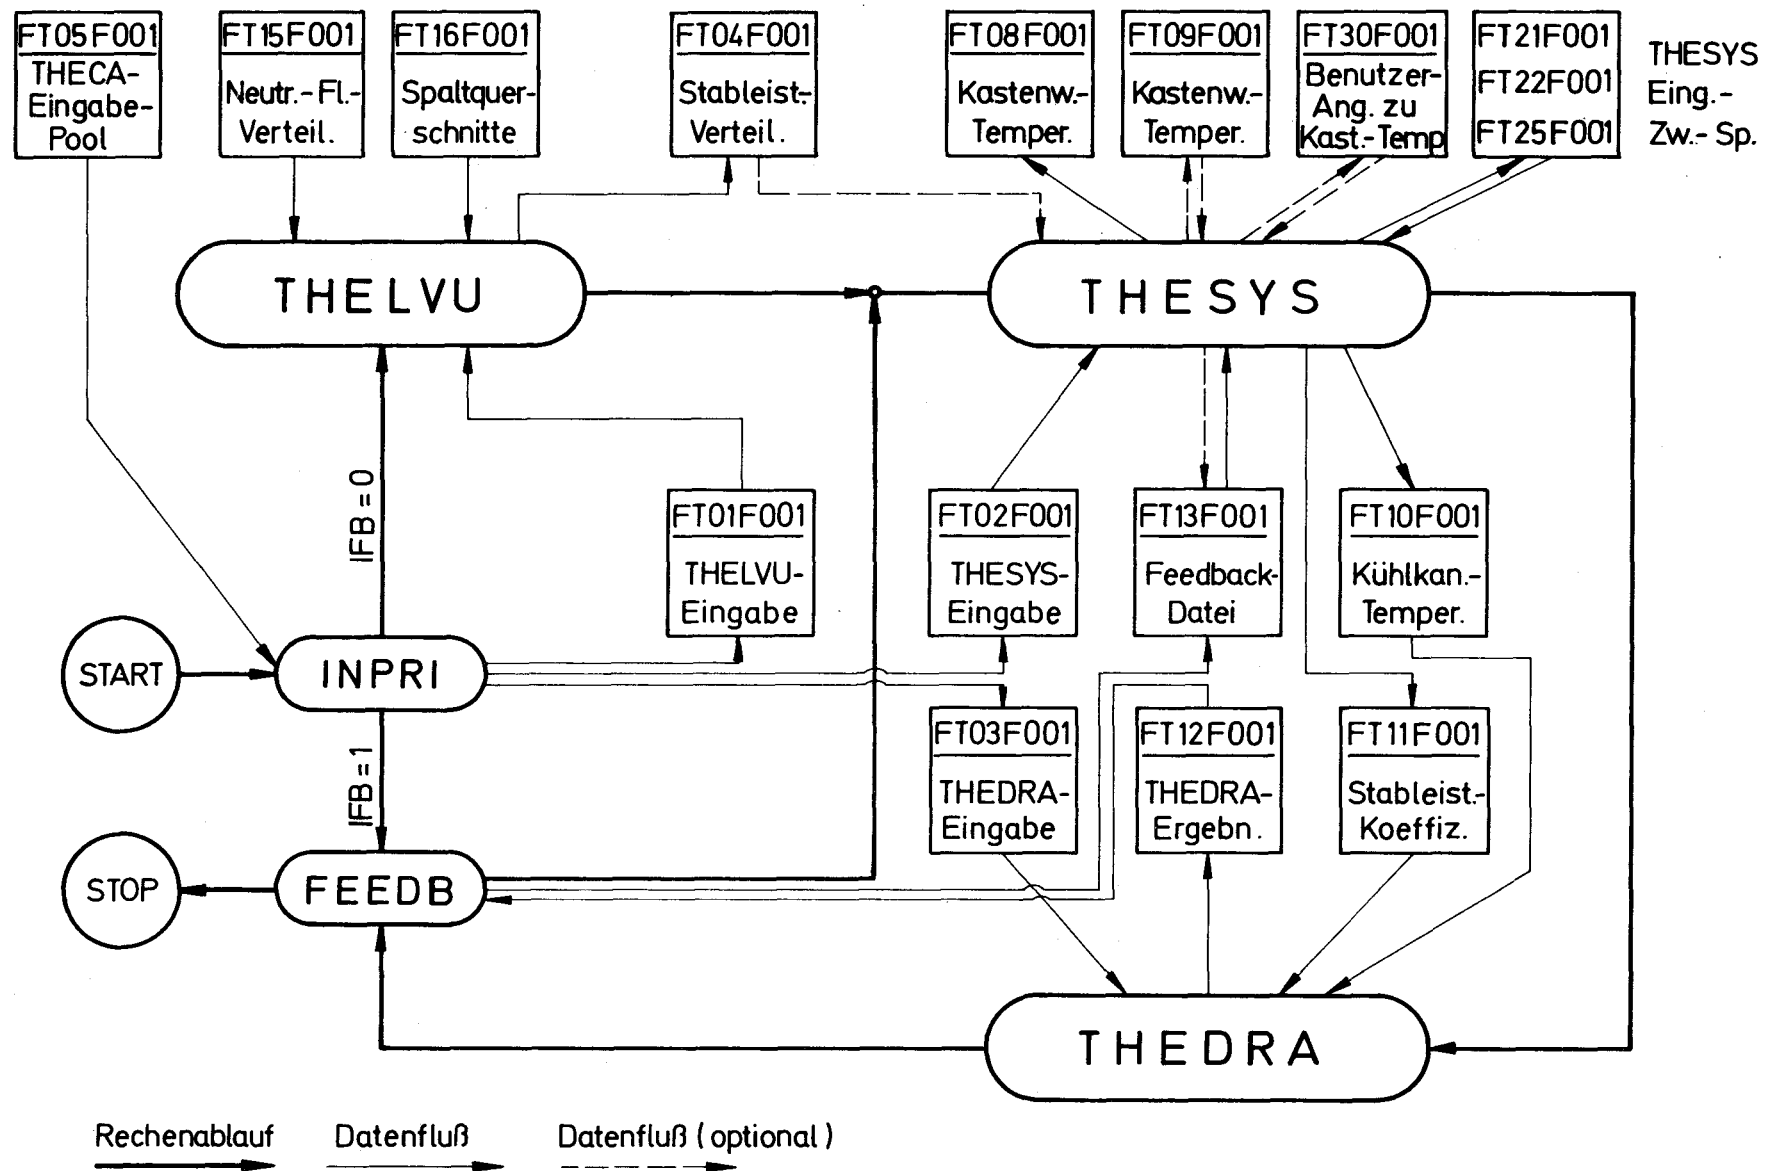 FT05F001
THECA-
Eingabe-
Pool
FT15F001
Neutr.-Fl.-
Verteil.
FT16F001
Spaltquer-
schnitte
FT04F001
Stableist.-
Verteil.
FT08F001
Kastenw.-
Temper.
FT09F001
Kastenw.-
Temper.
FT30F001
Benutzer-
Ang. zu
Kast.-Temp
FT21F001
FT22F001
FT25F001
THESYS
Eing.-
Zw.-Sp.
THELVU
THESYS
IFB=0
FT01F001
THELVU-
Eingabe
FT02F001
THESYS-
Eingabe
FT13F001
Feedback-
Datei
FT10F001
Kühlkan.-
Temper.
START
INPRI
IFB=1
FT03F001
THEDRA-
Eingabe
FT12F001
THEDRA-
Ergebn.
FT11F001
Stableist.-
Koeffiz.
STOP
FEEDB
THEDRA
Rechenablauf
Datenfluß
Datenfluß (optional)